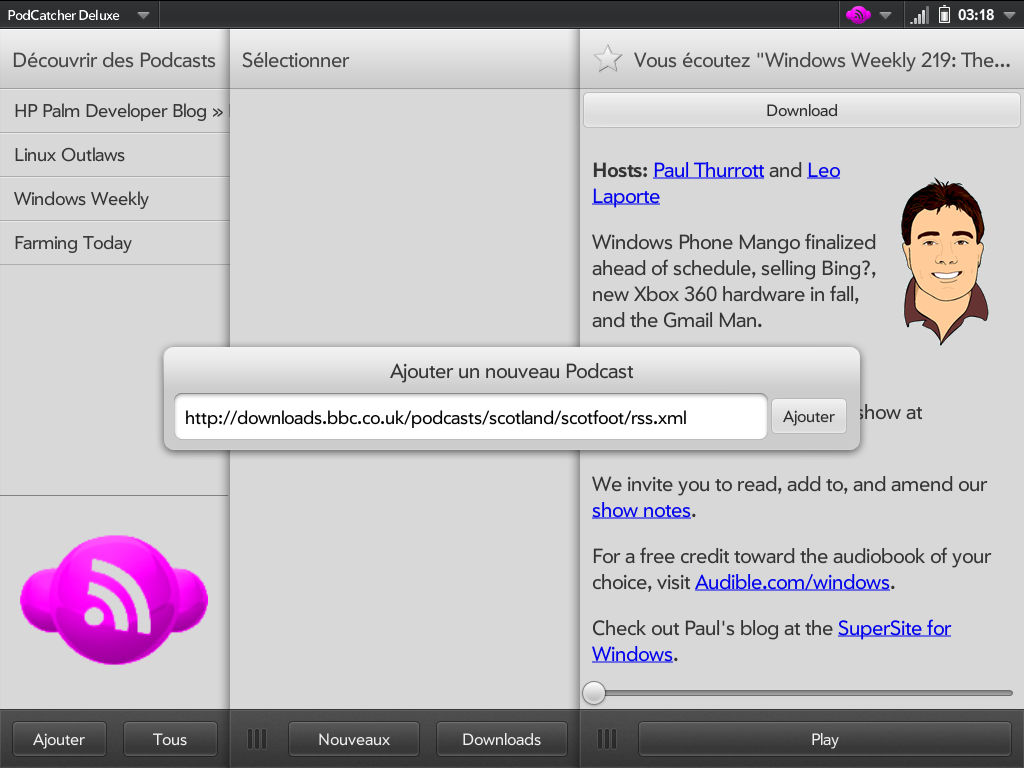 PodCatcher Deluxe
03:18
Découvrir des Podcasts
Sélectionner
Vous écoutez "Windows Weekly 219: The...
HP Palm Developer Blog »
Linux Outlaws
Windows Weekly
Farming Today
Download
Hosts: Paul Thurrott and Leo
Laporte
Windows Phone Mango finalized
ahead of schedule, selling Bing?,
new Xbox 360 hardware in fall,
and the Gmail Man.
Ajouter un nouveau Podcast
http://downloads.bbc.co.uk/podcasts/scotland/scotfoot/rss.xml
Ajouter
show at
We invite you to read, add to, and amend our
show notes.
For a free credit toward the audiobook of your
choice, visit Audible.com/windows.
Check out Paul's blog at the SuperSite for
Windows.
Ajouter
Tous
Nouveaux
Downloads
Play